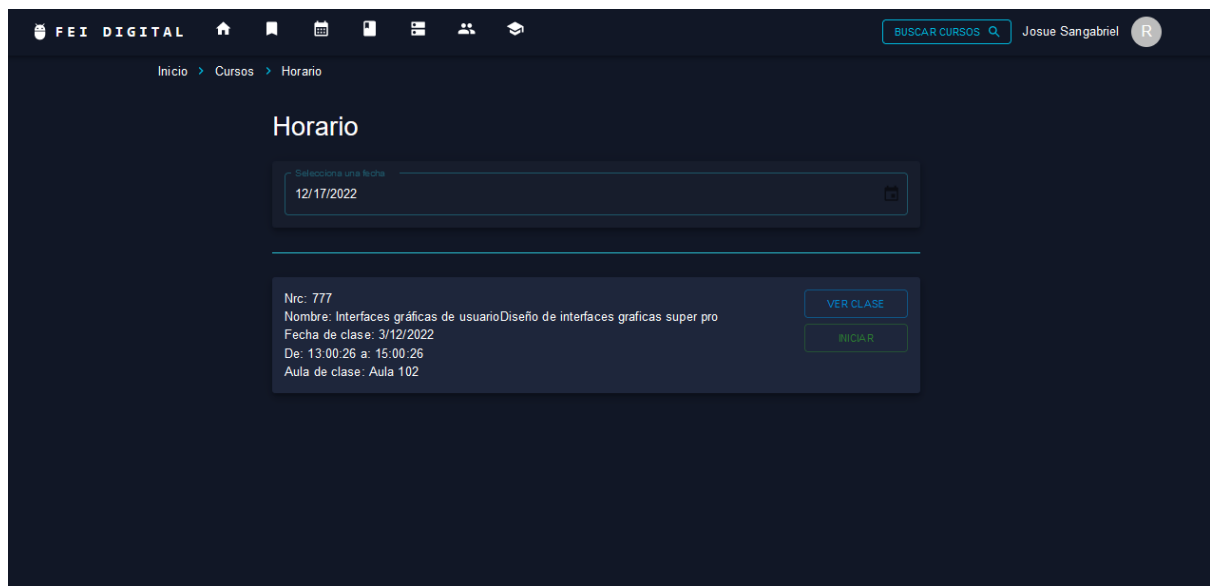 FEI DIGITAL
BUSCAR CURSOS
Josue Sangabriel
R
Inicio > Cursos > Horario
Horario
Selecciona una fecha
12/17/2022
Nrc: 777
Nombre: Interfaces gráficas de usuarioDiseño de interfaces graficas super pro
Fecha de clase: 3/12/2022
De: 13:00:26 a: 15:00:26
Aula de clase: Aula 102
VER CLASE
INICIAR